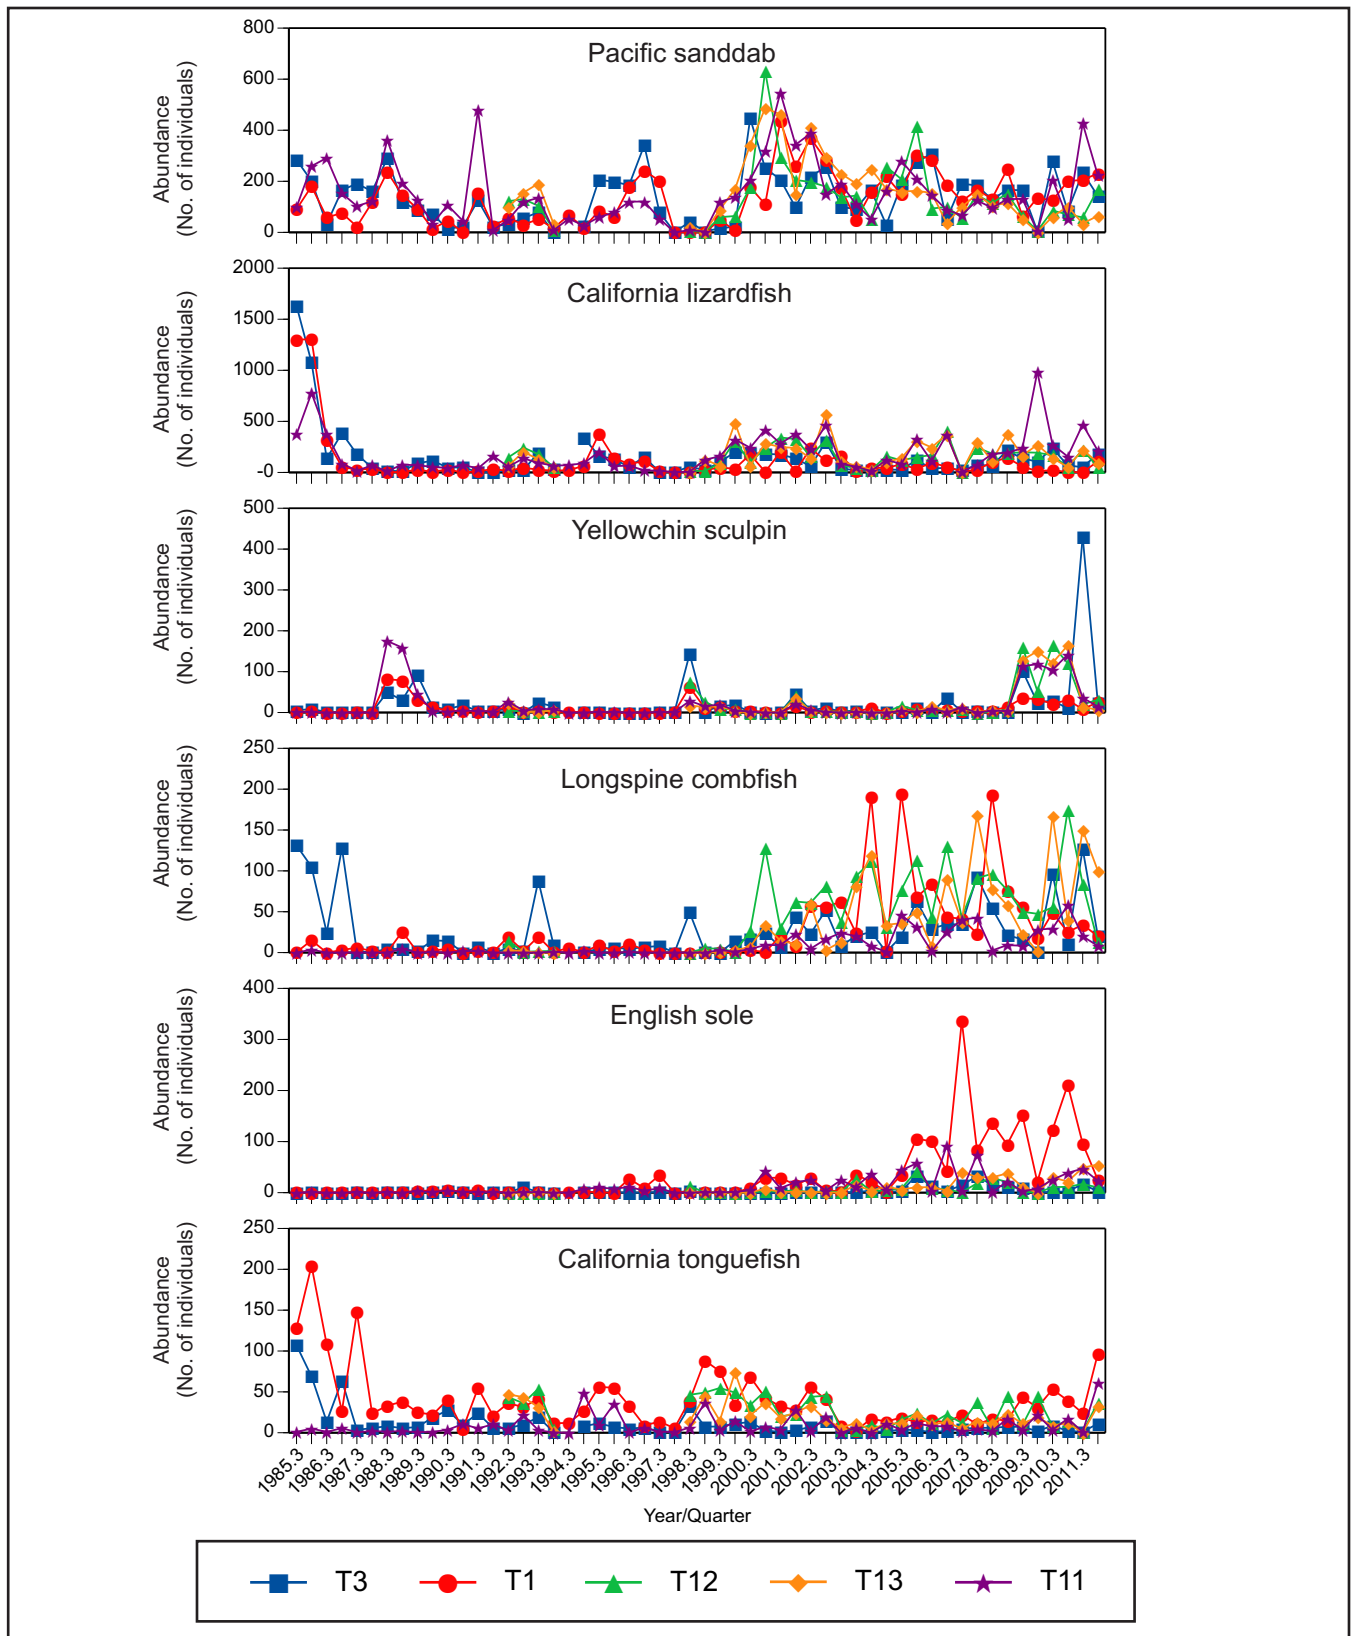 Pacific sanddab
Abundance
(No. of individuals)
800
600
400
200
0
California lizardfish
Abundance
(No. of individuals)
2000
1500
1000
500
-0
Yellowchin sculpin
Abundance
(No. of individuals)
500
400
300
200
100
0
Longspine combfish
Abundance
(No. of individuals)
250
200
150
100
50
0
English sole
Abundance
(No. of individuals)
400
300
200
100
0
California tonguefish
Abundance
(No. of individuals)
250
200
150
100
50
0
1985.3 1986.3 1987.3 1988.3 1989.3 1990.3 1991.3 1992.3 1993.3 1994.3 1995.3 1996.3 1997.3 1998.3 1999.3 2000.3 2001.3 2002.3 2003.3 2004.3 2005.3 2006.3 2007.3 2008.3 2009.3 2010.3 2011.3
Year/Quarter
T3 T1 T12 T13 T11